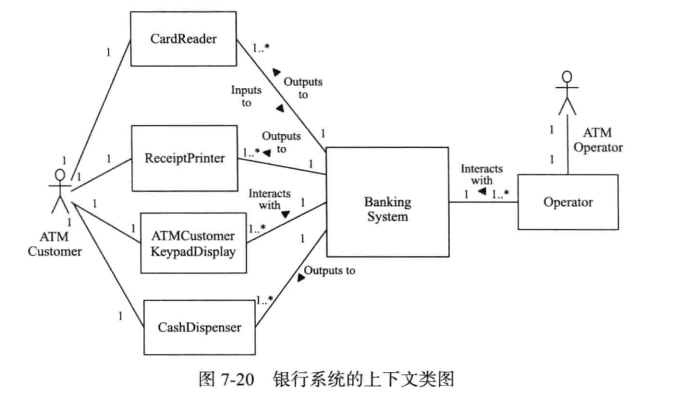 CardReader
1
1..*
Outputs
to
Inputs
to
1
1
ReceiptPrinter
1
1..*
Outputs
to
1
1
ATM
Customer
1
1
1
ATMCustomer
KeypadDisplay
1..*
Interacts
with
1
Banking
System
1
Outputs to
1..*
CashDispenser
1
1
Interacts
with
1..*
Operator
1
1
ATM
Operator
图 7-20 银行系统的上下文类图